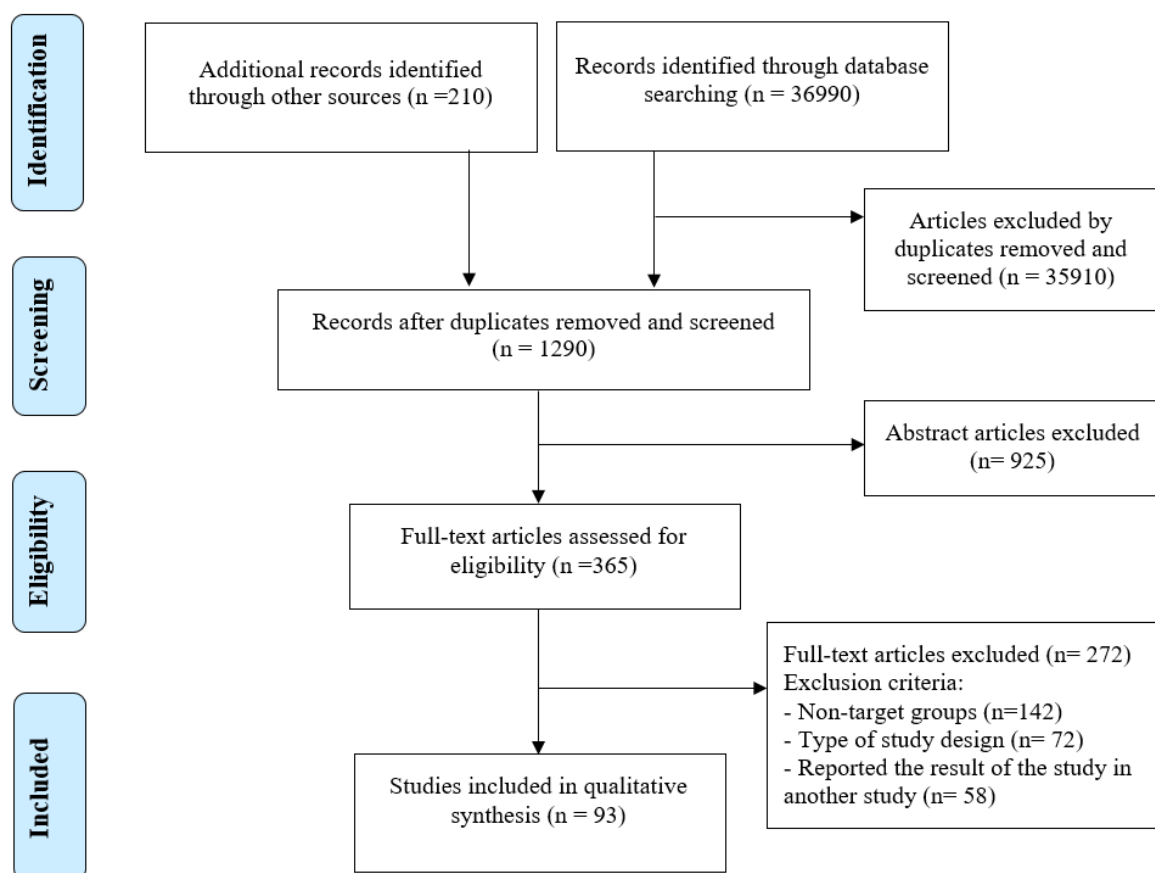 Identification
Additional records identified
through other sources (n =210)
Records identified through database
searching (n = 36990)
Articles excluded by
duplicates removed and
screened (n = 35910)
Screening
Records after duplicates removed and screened
(n = 1290)
Abstract articles excluded
(n= 925)
Eligibility
Full-text articles assessed for
eligibility (n =365)
Full-text articles excluded (n= 272)
Exclusion criteria:
- Non-target groups (n=142)
- Type of study design (n= 72)
- Reported the result of the study in
another study (n= 58)
Included
Studies included in qualitative
synthesis (n = 93)